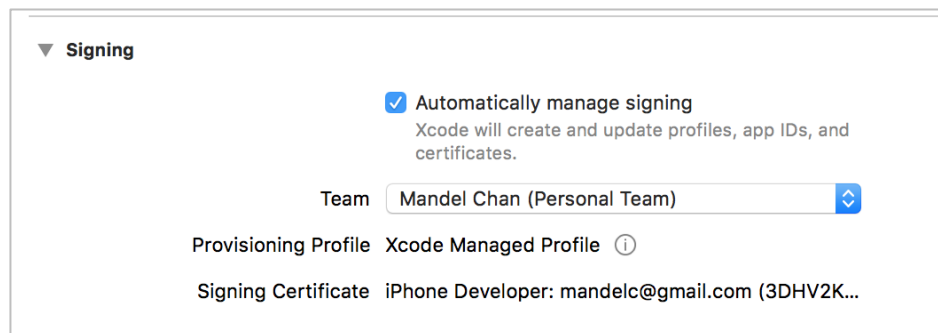 Signing
Automatically manage signing
Xcode will create and update profiles, app IDs, and
certificates.
Team Mandel Chan (Personal Team)
Provisioning Profile Xcode Managed Profile
Signing Certificate iPhone Developer: mandelc@gmail.com (3DHV2K...